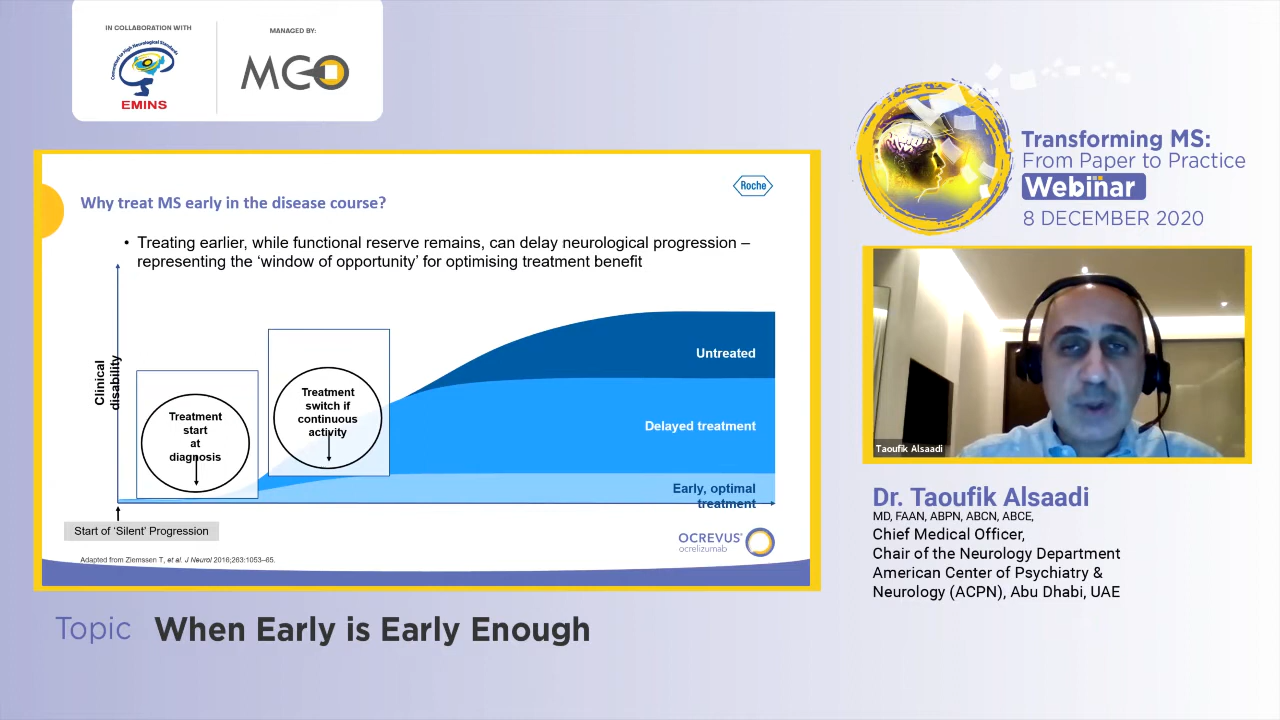 IN COLLABORATION WITH
Committed to High Neurological Standards
EMINS
MANAGED BY:
MCO
Transforming MS:
From Paper to Practice
Webinar
8 DECEMBER 2020
Why treat MS early in the disease course?
Roche
• Treating earlier, while functional reserve remains, can delay neurological progression –
representing the ‘window of opportunity’ for optimising treatment benefit
Clinical
disability
Treatment
start
at
diagnosis
Treatment
switch if
continuous
activity
Untreated
Delayed treatment
Early, optimal
treatment
Start of ‘Silent’ Progression
OCREVUS®
ocrelizumab
Adapted from Ziemssen T, et al. J Neurol 2016;263:1053–65.
Taoufik Alsaadi
Dr. Taoufik Alsaadi
MD, FAAN, ABPN, ABCN, ABCE,
Chief Medical Officer,
Chair of the Neurology Department
American Center of Psychiatry &
Neurology (ACPN), Abu Dhabi, UAE
Topic When Early is Early Enough